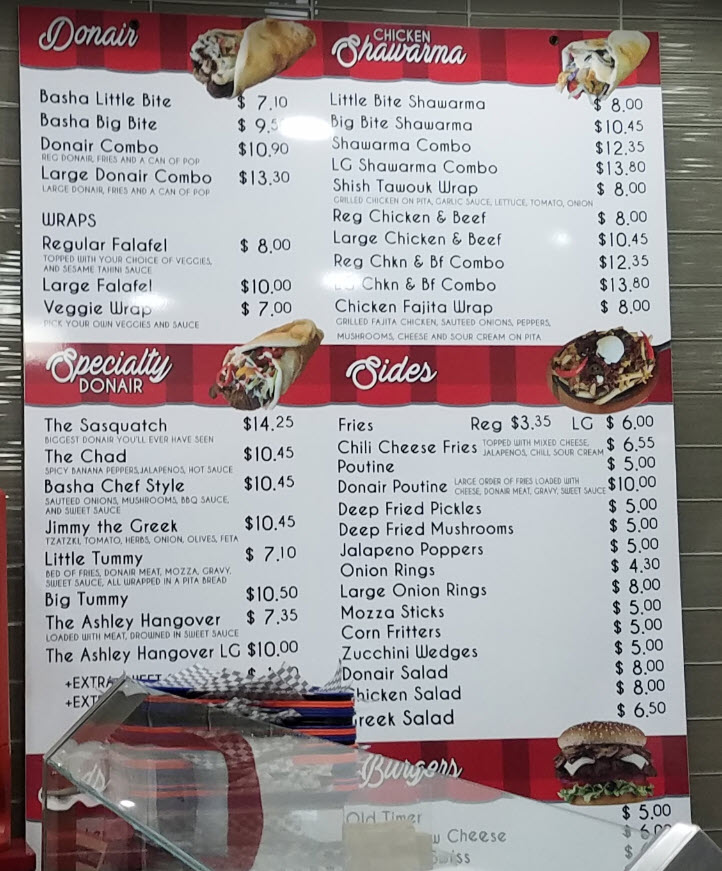 Donair
Basha Little Bite $ 7.10
Basha Big Bite $ 9.5
Donair Combo $10.90
REG DONAIR, FRIES AND A CAN OF POP
Large Donair Combo $13.30
LARGE DONAIR, FRIES AND A CAN OF POP
WRAPS
Regular Falafel $ 8.00
TOPPED WITH YOUR CHOICE OF VEGGIES,
AND SESAME TAHINI SAUCE
Large Falafel $10.00
Veggie Wrap $ 7.00
PICK YOUR OWN VEGGIES AND SAUCE
CHICKEN
Shawarma
Little Bite Shawarma $ 8.00
Big Bite Shawarma $10.45
Shawarma Combo $12.35
LG Shawarma Combo $13.80
Shish Tawouk Wrap $ 8.00
GRILLED CHICKEN ON PITA, GARLIC SAUCE, LETTUCE, TOMATO, ONION
Reg Chicken & Beef $ 8.00
Large Chicken & Beef $10.45
Reg Chkn & Bf Combo $12.35
Chkn & Bf Combo $13.80
Chicken Fajita Wrap $ 8.00
GRILLED FAJITA CHICKEN, SAUTEED ONIONS, PEPPERS,
MUSHROOMS, CHEESE AND SOUR CREAM ON PITA
Specialty
DONAIR
The Sasquatch $14.25
BIGGEST DONAIR YOU'LL EVER HAVE SEEN
The Chad $10.45
SPICY BANANA PEPPERS, JALAPENOS, HOT SAUCE
Basha Chef Style $10.45
SAUTEED ONIONS, MUSHROOMS, BBQ SAUCE,
AND SWEET SAUCE
Jimmy the Greek $10.45
TZATZKI, TOMATO, HERBS, ONION, OLIVES, FETA
Little Tummy $ 7.10
BED OF FRIES, DONAIR MEAT, MOZZA, GRAVY,
SWEET SAUCE, ALL WRAPPED IN A PITA BREAD
Big Tummy $10.50
The Ashley Hangover $ 7.35
LOADED WITH MEAT, DROWNED IN SWEET SAUCE
The Ashley Hangover LG $10.00
+EXTRA
+EXT
Sides
Fries Reg $3.35 LG $ 6.00
Chili Cheese Fries TOPPED WITH MIXED CHEESE, $ 6.55
JALAPENOS, CHILL SOUR CREAM
Poutine $ 5.00
Donair Poutine LARGE ORDER OF FRIES LOADED WITH $10.00
CHEESE, DONAIR MEAT, GRAVY, SWEET SAUCE
Deep Fried Pickles $ 5.00
Deep Fried Mushrooms $ 5.00
Jalapeno Poppers $ 5.00
Onion Rings $ 4.30
Large Onion Rings $ 8.00
Mozza Sticks $ 5.00
Corn Fritters $ 5.00
Zucchini Wedges $ 5.00
Donair Salad $ 8.00
Chicken Salad $ 8.00
Greek Salad $ 6.50
Burgers
Old Timer $ 5.00
w Cheese $ 6.00
Swiss $